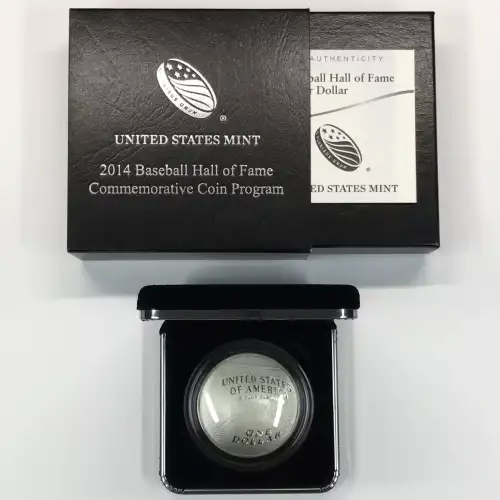 AUTHENTICITY
ball Hall of Fame
r Dollar
UNITED STATES MINT
®
2014 Baseball Hall of Fame
Commemorative Coin Program
®
ED STATES MINT
UNITED STATES
OF AMERICA
ONE
DOLLAR